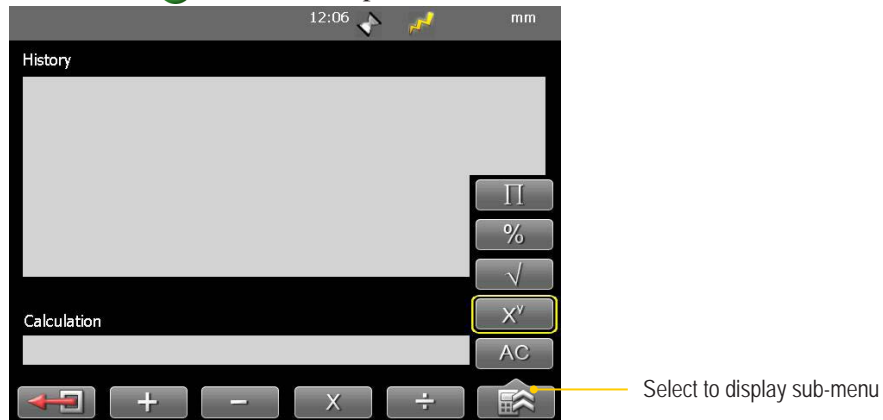 12:06 mm
History
Π
%
√
Calculation
Xʸ
AC
+ − X ÷
Select to display sub-menu